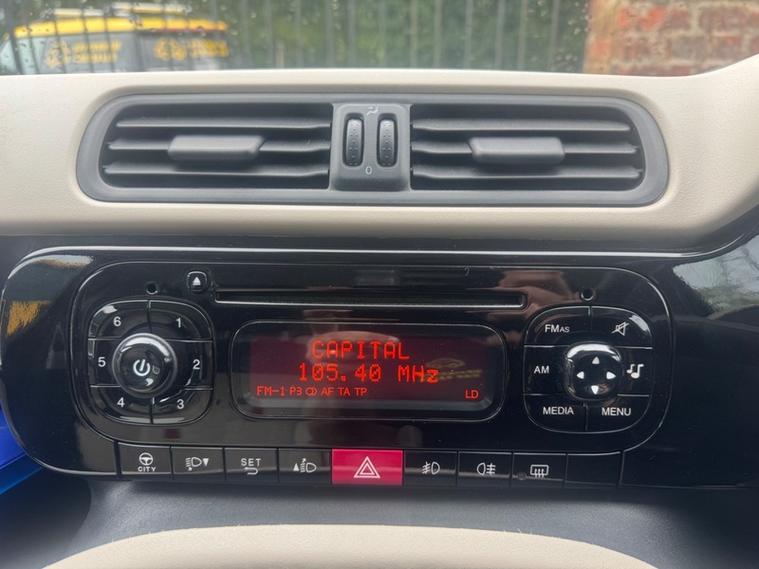 0
6 1
5 2
4 3
CAPITAL
105.40 MHz
FM-1 P3 AF TA TP LD
FMAS
AM
MEDIA MENU
CITY
SET